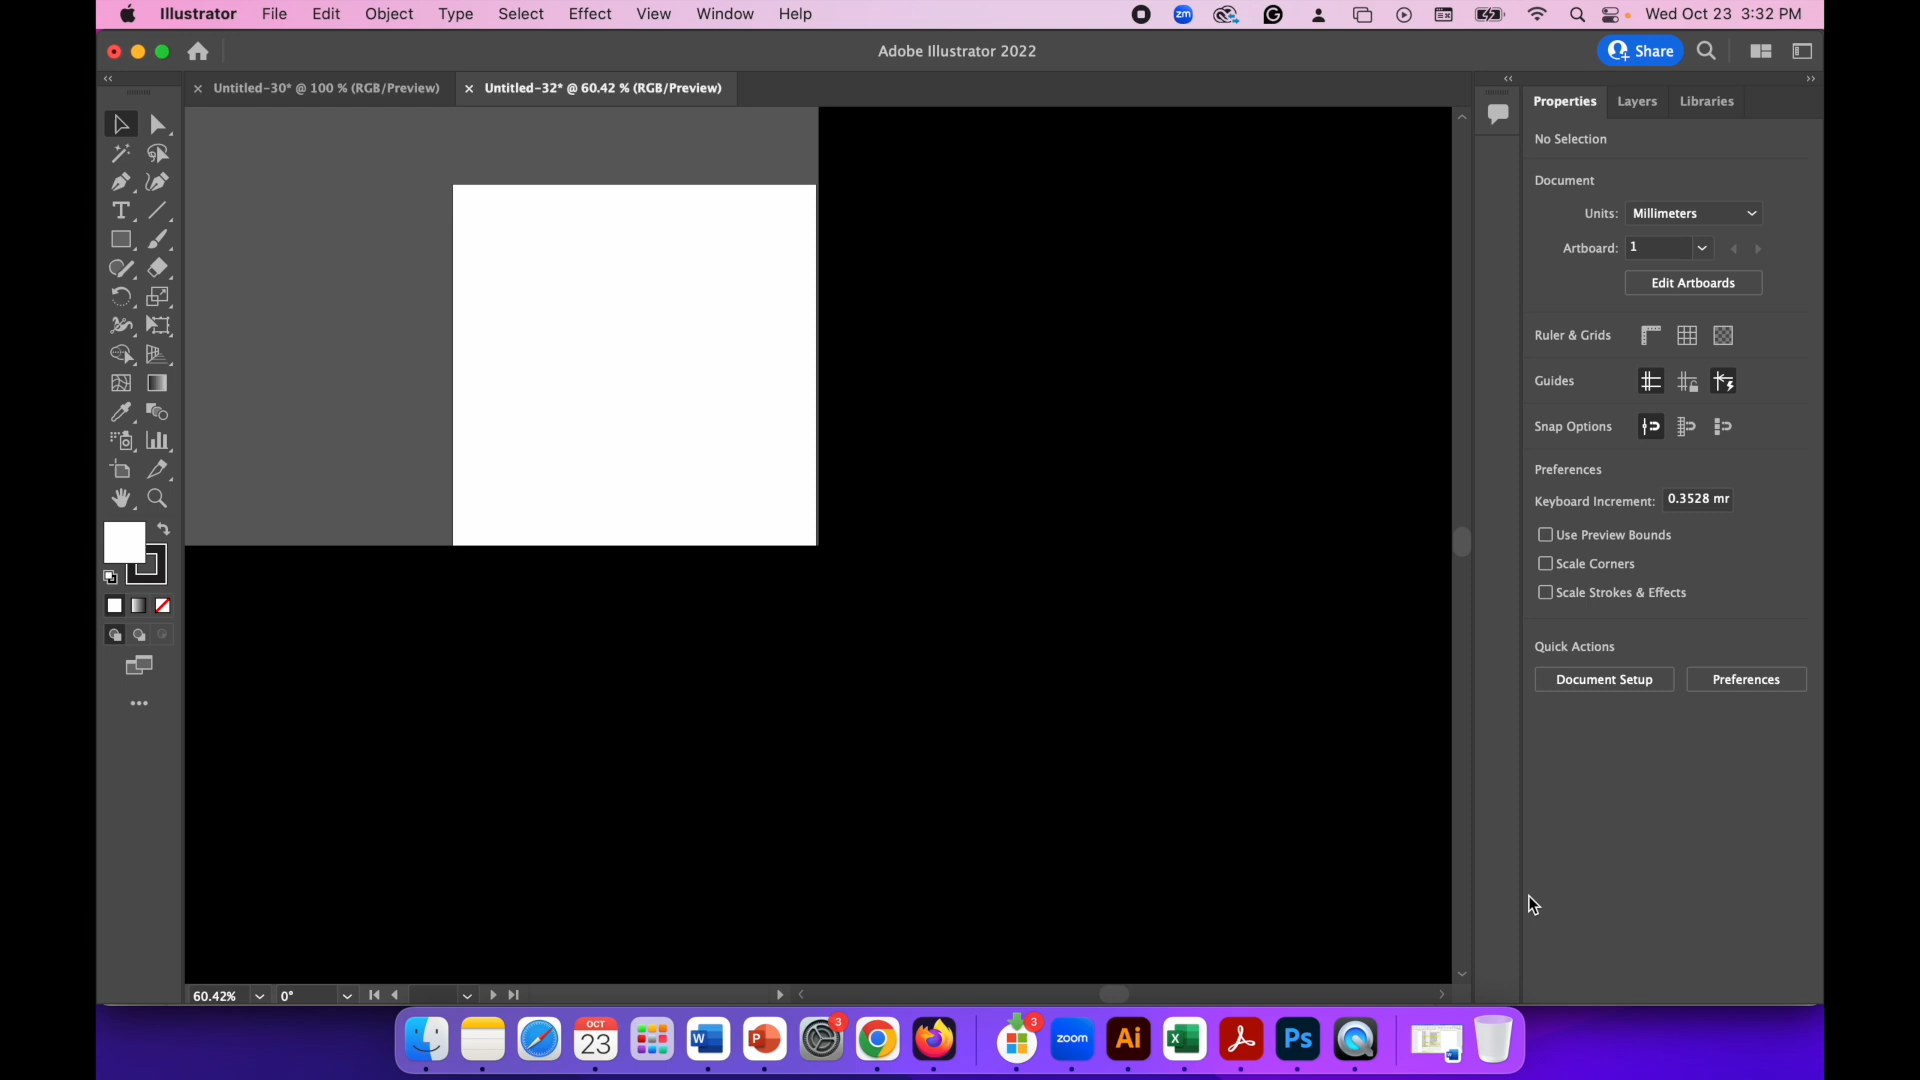 Illustrator File Edit Object Type Select Effect View Window Help zm Wed Oct 23 3:32 PM
Adobe Illustrator 2022 Share
Untitled-30* @ 100 % (RGB/Preview) Untitled-32* @ 60.42 % (RGB/Preview)
Properties Layers Libraries
No Selection
Document
Units: Millimeters
Artboard: 1
Edit Artboards
Ruler & Grids
Guides
Snap Options
Preferences
Keyboard Increment: 0.3528 mr
Use Preview Bounds
Scale Corners
Scale Strokes & Effects
Quick Actions
Document Setup Preferences
60.42% 0°
OCT
23
W
P
3
3
zoom
Ai
X
Ps